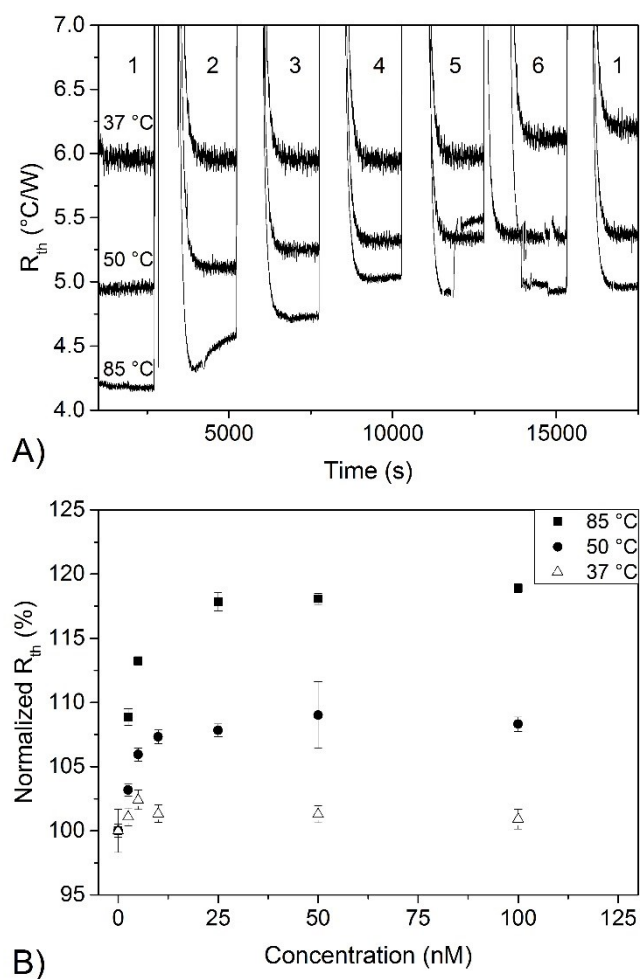 7.0
6.5
6.0
5.5
5.0
4.5
4.0
R_th (°C/W)
1 2 3 4 5 6 1
37 °C
50 °C
85 °C
5000 10000 15000
Time (s)
A)
125
120
115
110
105
100
95
Normalized R_th (%)
85 °C
50 °C
37 °C
0 25 50 75 100 125
Concentration (nM)
B)